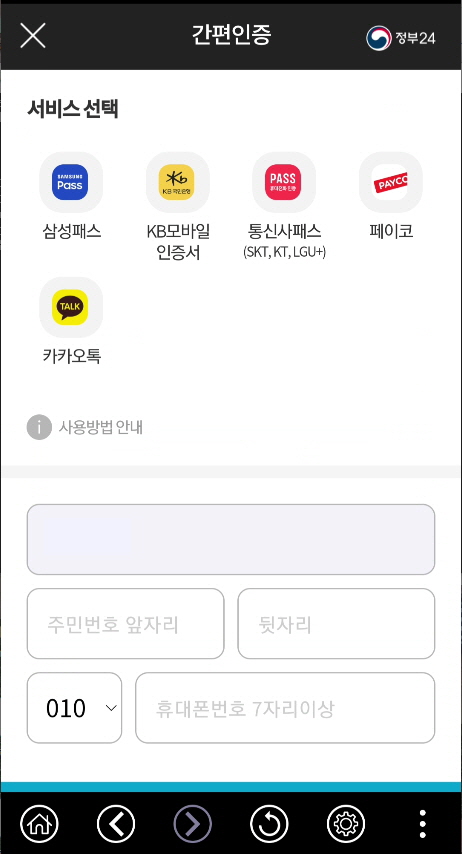 간편인증
정부24
서비스 선택
SAMSUNG
Pass
KB국민은행
PASS
PAYCO
삼성패스
KB모바일
인증서
통신사패스
(SKT, KT, LGU+)
페이코
TALK
카카오톡
사용방법 안내
주민번호 앞자리
뒷자리
010
휴대폰번호 7자리이상